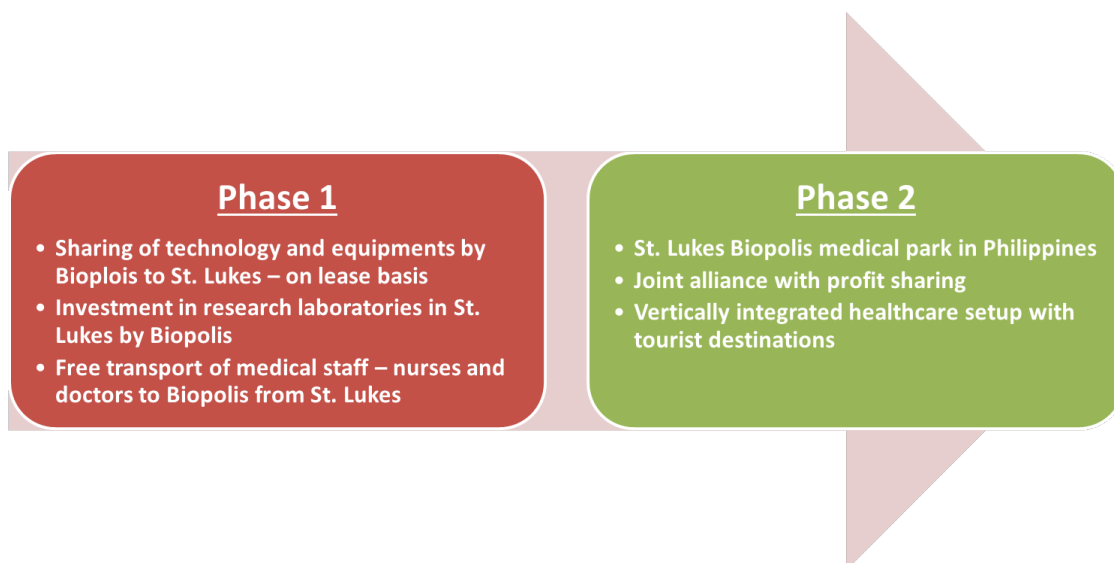 Phase 1
• Sharing of technology and equipments by
Bioplois to St. Lukes – on lease basis
• Investment in research laboratories in St.
Lukes by Biopolis
• Free transport of medical staff – nurses and
doctors to Biopolis from St. Lukes
Phase 2
• St. Lukes Biopolis medical park in Philippines
• Joint alliance with profit sharing
• Vertically integrated healthcare setup with
tourist destinations